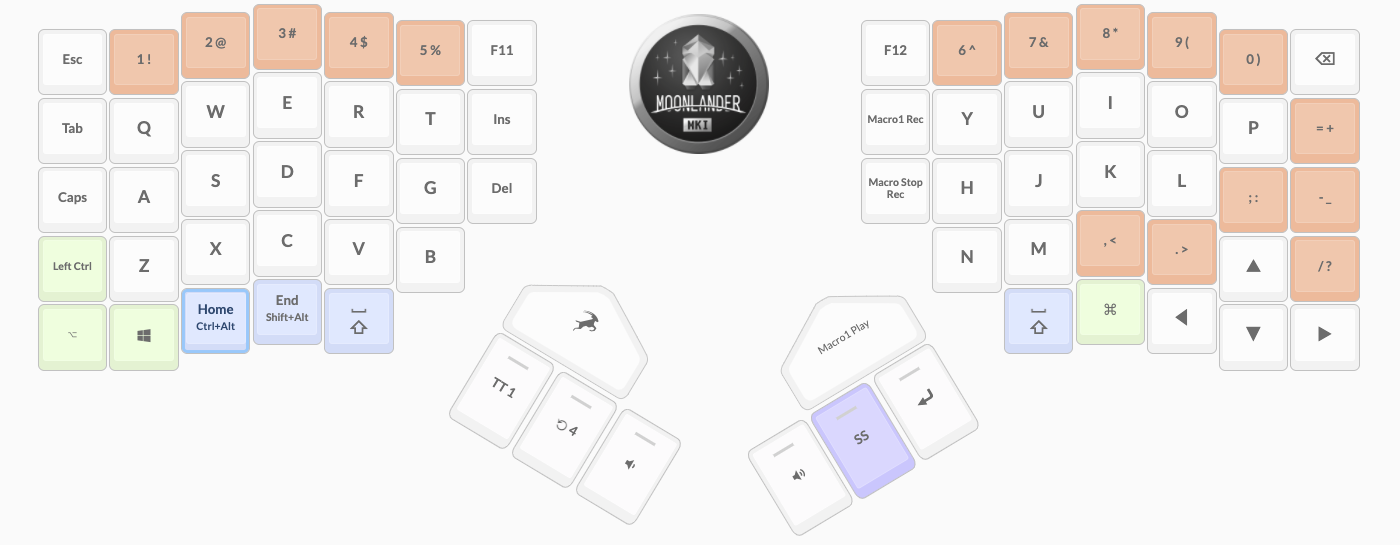 Esc
1 !
2 @
3 #
4 $
5 %
F11
F12
6 ^
7 &
8 *
9 (
0 )
Tab
Q
W
E
R
T
Ins
MOONLANDER
MKI
Macro1 Rec
Y
U
I
O
P
= +
Caps
A
S
D
F
G
Del
Macro Stop
Rec
H
J
K
L
; :
- _
Left Ctrl
Z
X
C
V
B
N
M
, <
. >
▲
/ ?
⌥
Home
Ctrl+Alt
End
Shift+Alt
⌘
◀
▼
▶
Macro1 Play
TT 1
4
SS